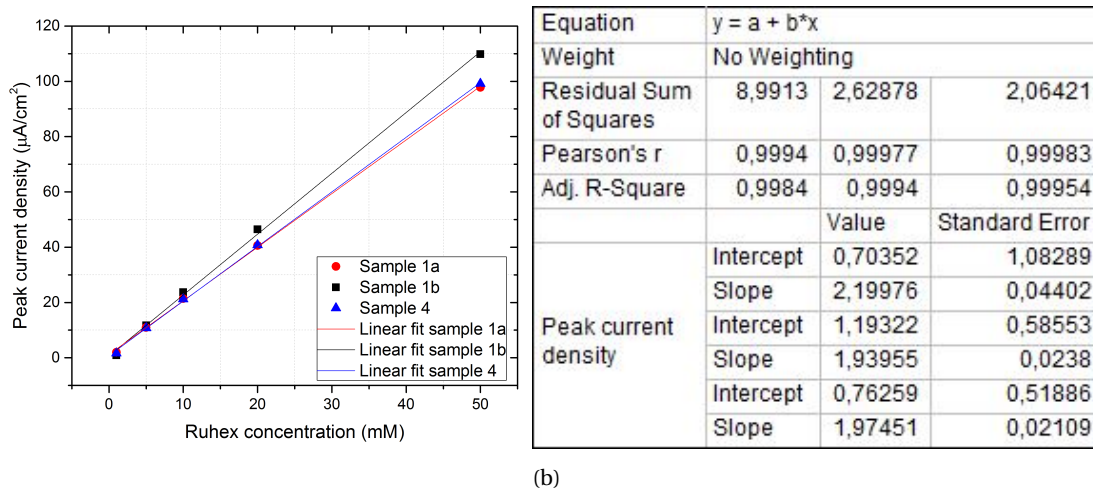 120
100
80
60
40
20
0
Peak current density (µA/cm²)
0 10 20 30 40 50
Ruhex concentration (mM)
Sample 1a
Sample 1b
Sample 4
Linear fit sample 1a
Linear fit sample 1b
Linear fit sample 4
Equation y = a + b*x
Weight No Weighting
Residual Sum of Squares 8,9913 2,62878 2,06421
Pearson's r 0,9994 0,99977 0,99983
Adj. R-Square 0,9984 0,9994 0,99954
Value Standard Error
Peak current density
Intercept 0,70352 1,08289
Slope 2,19976 0,04402
Intercept 1,19322 0,58553
Slope 1,93955 0,0238
Intercept 0,76259 0,51886
Slope 1,97451 0,02109
(b)